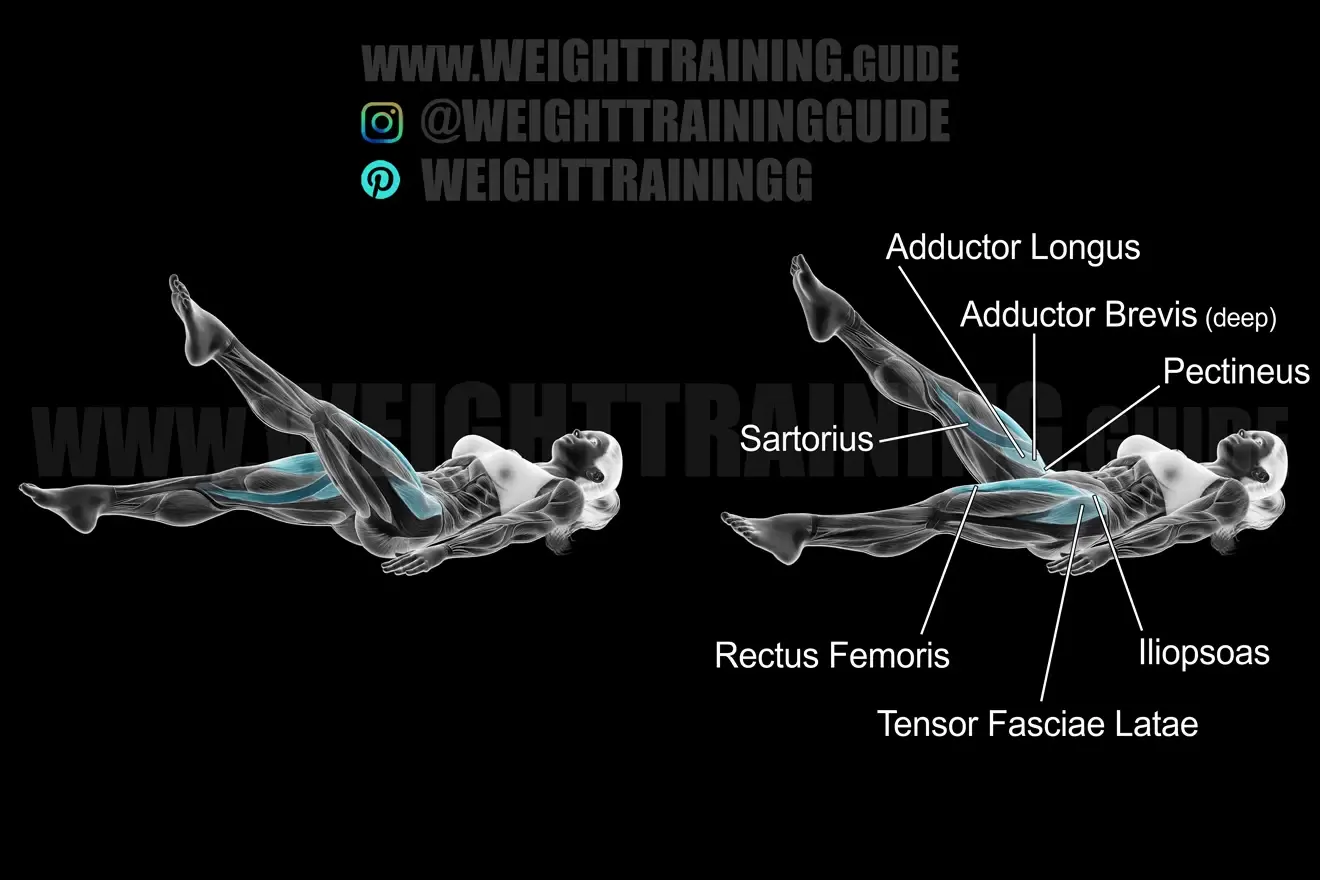 WWW.WEIGHTTRAINING.GUIDE
@WEIGHTTRAININGGUIDE
WEIGHTTRAININGG
Adductor Longus
Adductor Brevis (deep)
Pectineus
WWW.WEIGHTTRAINING.GUIDE
Sartorius
Rectus Femoris
Iliopsoas
Tensor Fasciae Latae